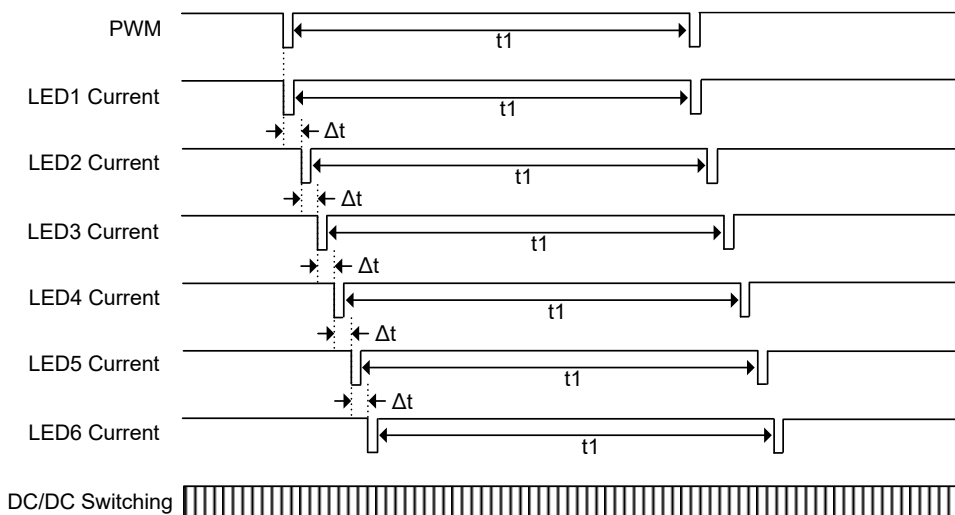 PWM
t1
LED1 Current
t1
Δt
LED2 Current
t1
Δt
LED3 Current
t1
Δt
LED4 Current
t1
Δt
LED5 Current
t1
Δt
LED6 Current
t1
DC/DC Switching